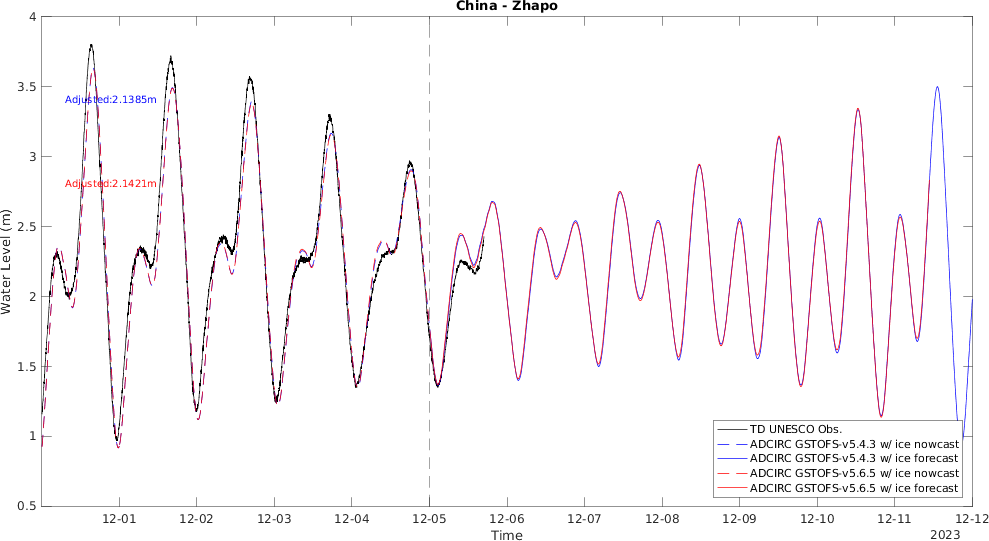 China - Zhapo
4
3.5
3
2.5
2
1.5
1
0.5
Water Level (m)
Adjusted:2.1385m
Adjusted:2.1421m
TD UNESCO Obs.
ADCIRC GSTOFS-v5.4.3 w/ ice nowcast
ADCIRC GSTOFS-v5.4.3 w/ ice forecast
ADCIRC GSTOFS-v5.6.5 w/ ice nowcast
ADCIRC GSTOFS-v5.6.5 w/ ice forecast
12-01 12-02 12-03 12-04 12-05 12-06 12-07 12-08 12-09 12-10 12-11 12-12
Time
2023